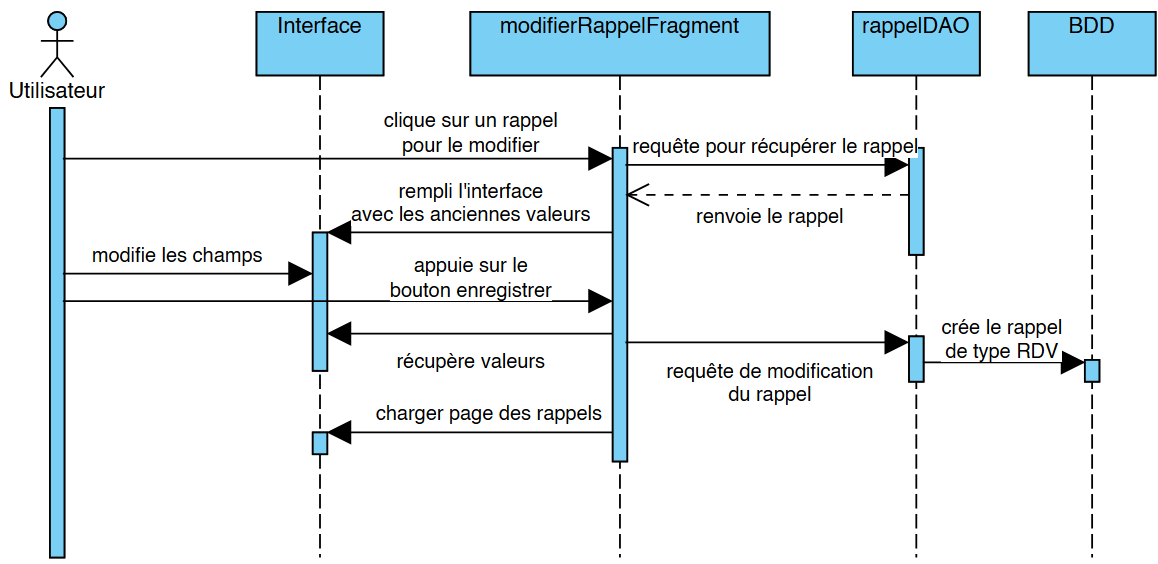 Interface
modifierRappelFragment
rappelDAO
BDD
Utilisateur
clique sur un rappel
pour le modifier
requête pour récupérer le rappel
rempli l'interface
avec les anciennes valeurs
renvoie le rappel
modifie les champs
appuie sur le
bouton enregistrer
crée le rappel
de type RDV
récupère valeurs
requête de modification
du rappel
charger page des rappels